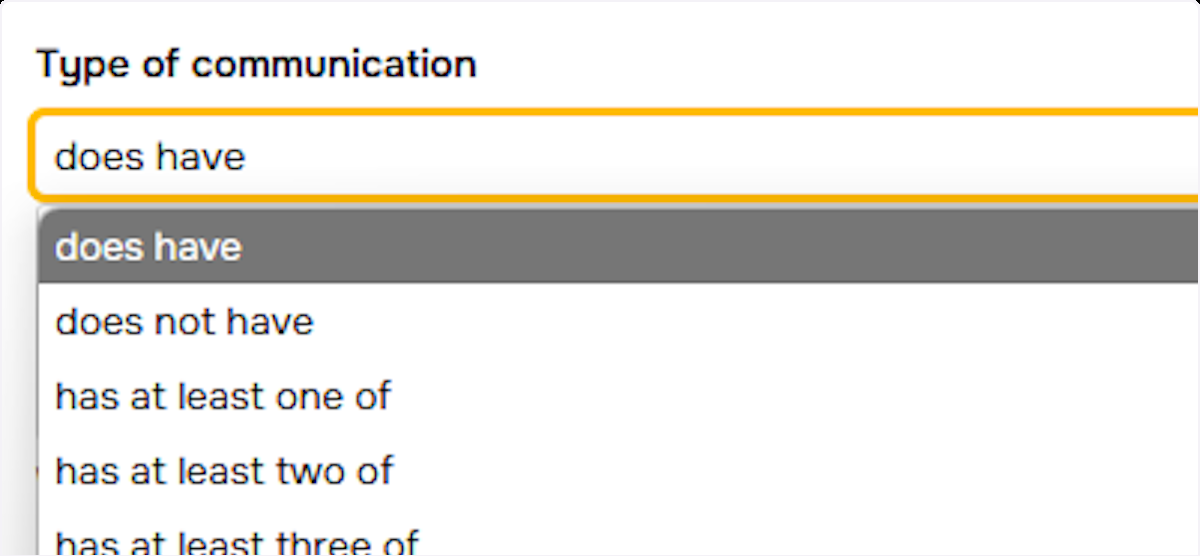 Type of communication
does have
does have
does not have
has at least one of
has at least two of
has at least three of